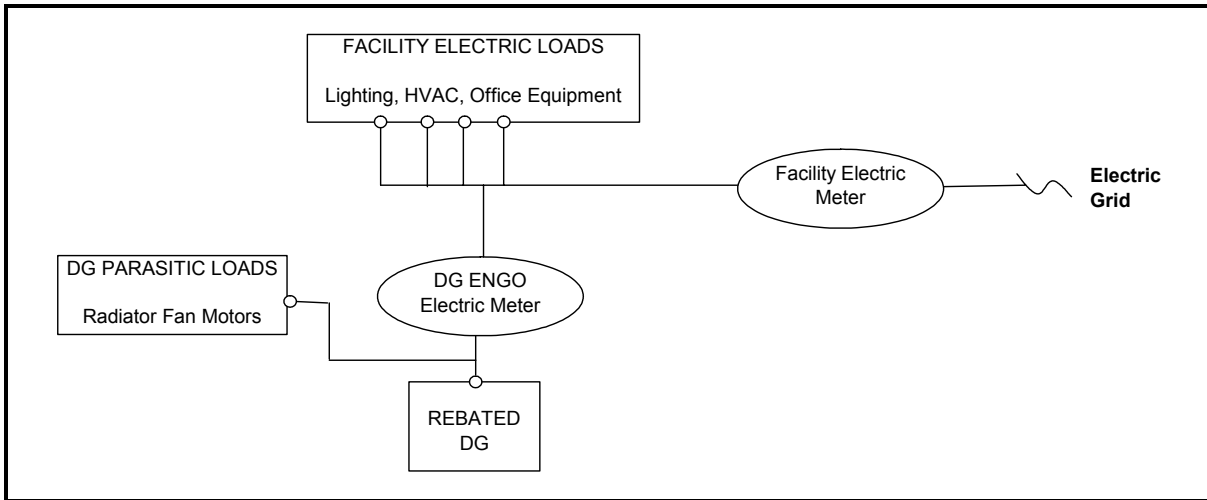 FACILITY ELECTRIC LOADS
Lighting, HVAC, Office Equipment
Facility Electric
Meter
Electric
Grid
DG PARASITIC LOADS
Radiator Fan Motors
DG ENGO
Electric Meter
REBATED
DG